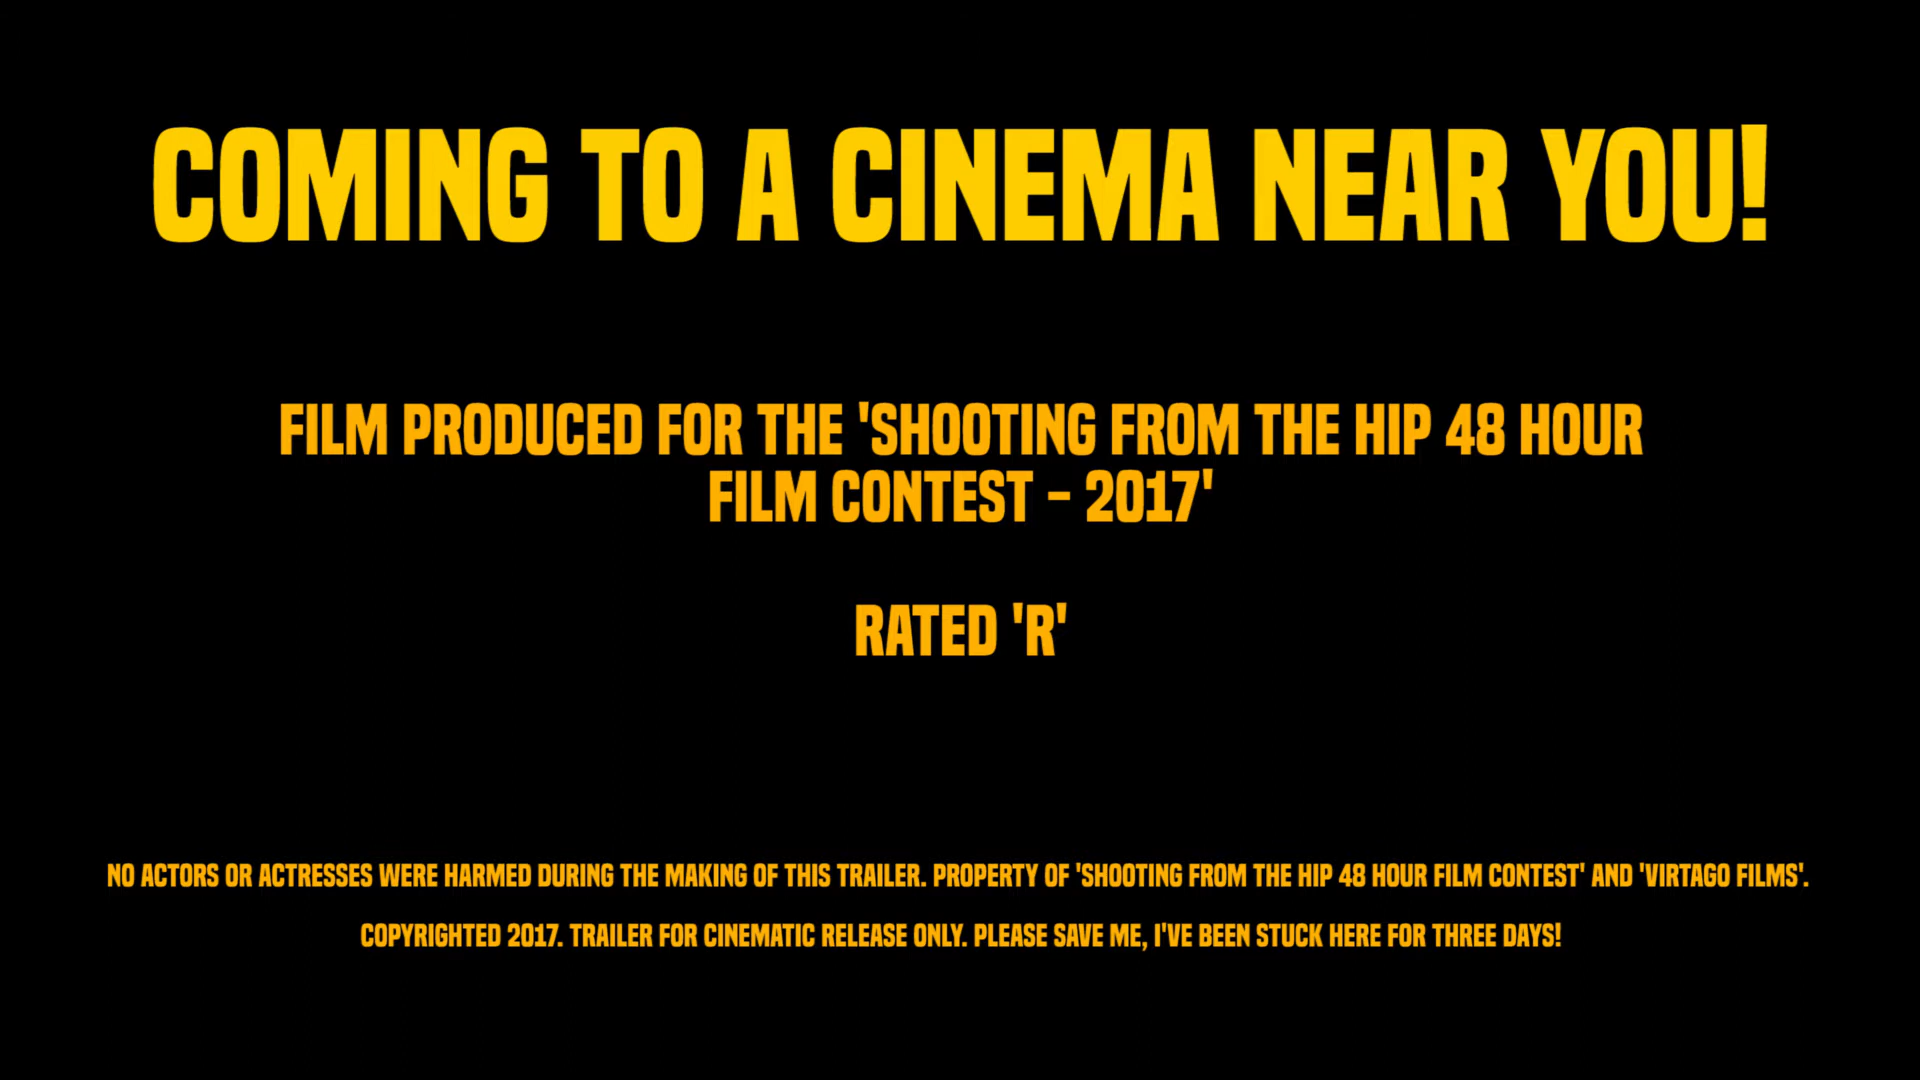 COMING TO A CINEMA NEAR YOU!
FILM PRODUCED FOR THE 'SHOOTING FROM THE HIP 48 HOUR
FILM CONTEST - 2017'
RATED 'R'
NO ACTORS OR ACTRESSES WERE HARMED DURING THE MAKING OF THIS TRAILER. PROPERTY OF 'SHOOTING FROM THE HIP 48 HOUR FILM CONTEST' AND 'VIRTAGO FILMS'.
COPYRIGHTED 2017. TRAILER FOR CINEMATIC RELEASE ONLY. PLEASE SAVE ME, I'VE BEEN STUCK HERE FOR THREE DAYS!